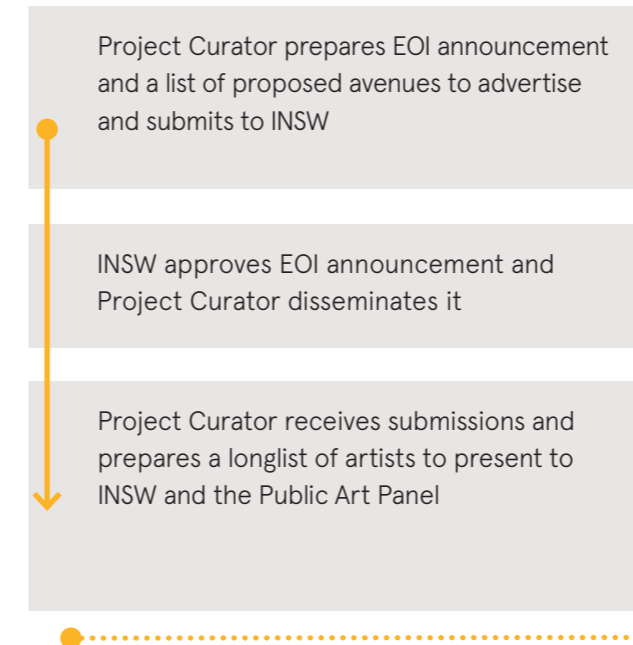 Project Curator prepares EOI announcement
and a list of proposed avenues to advertise
and submits to INSW
INSW approves EOI announcement and
Project Curator disseminates it
Project Curator receives submissions and
prepares a longlist of artists to present to
INSW and the Public Art Panel